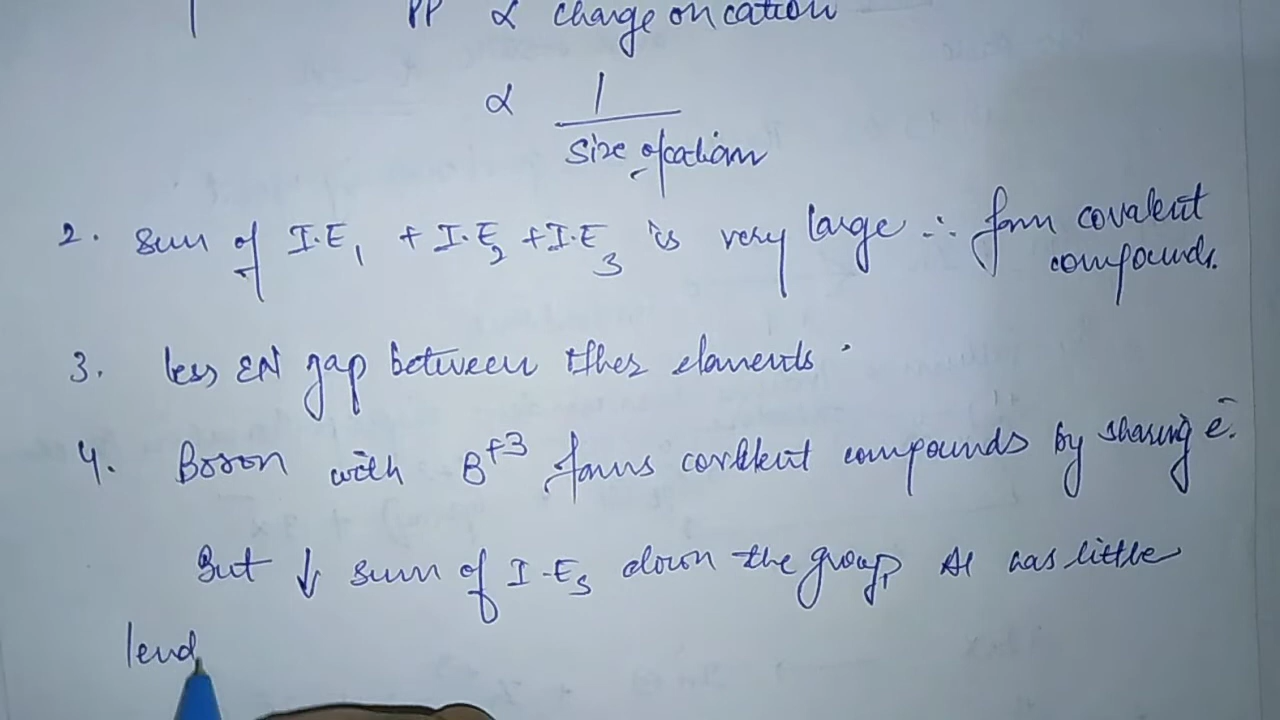 PP α charge on cation
α 1
size of cation
2. Sum of I.E1 + I.E2 + I.E3 is very large ∴ form covalent
compounds.
3. less EN gap between ther elements.
4. Boron with B+3 forms covalent compounds by sharing e-.
But ↓ sum of I.Es down the group, Al has little
tend